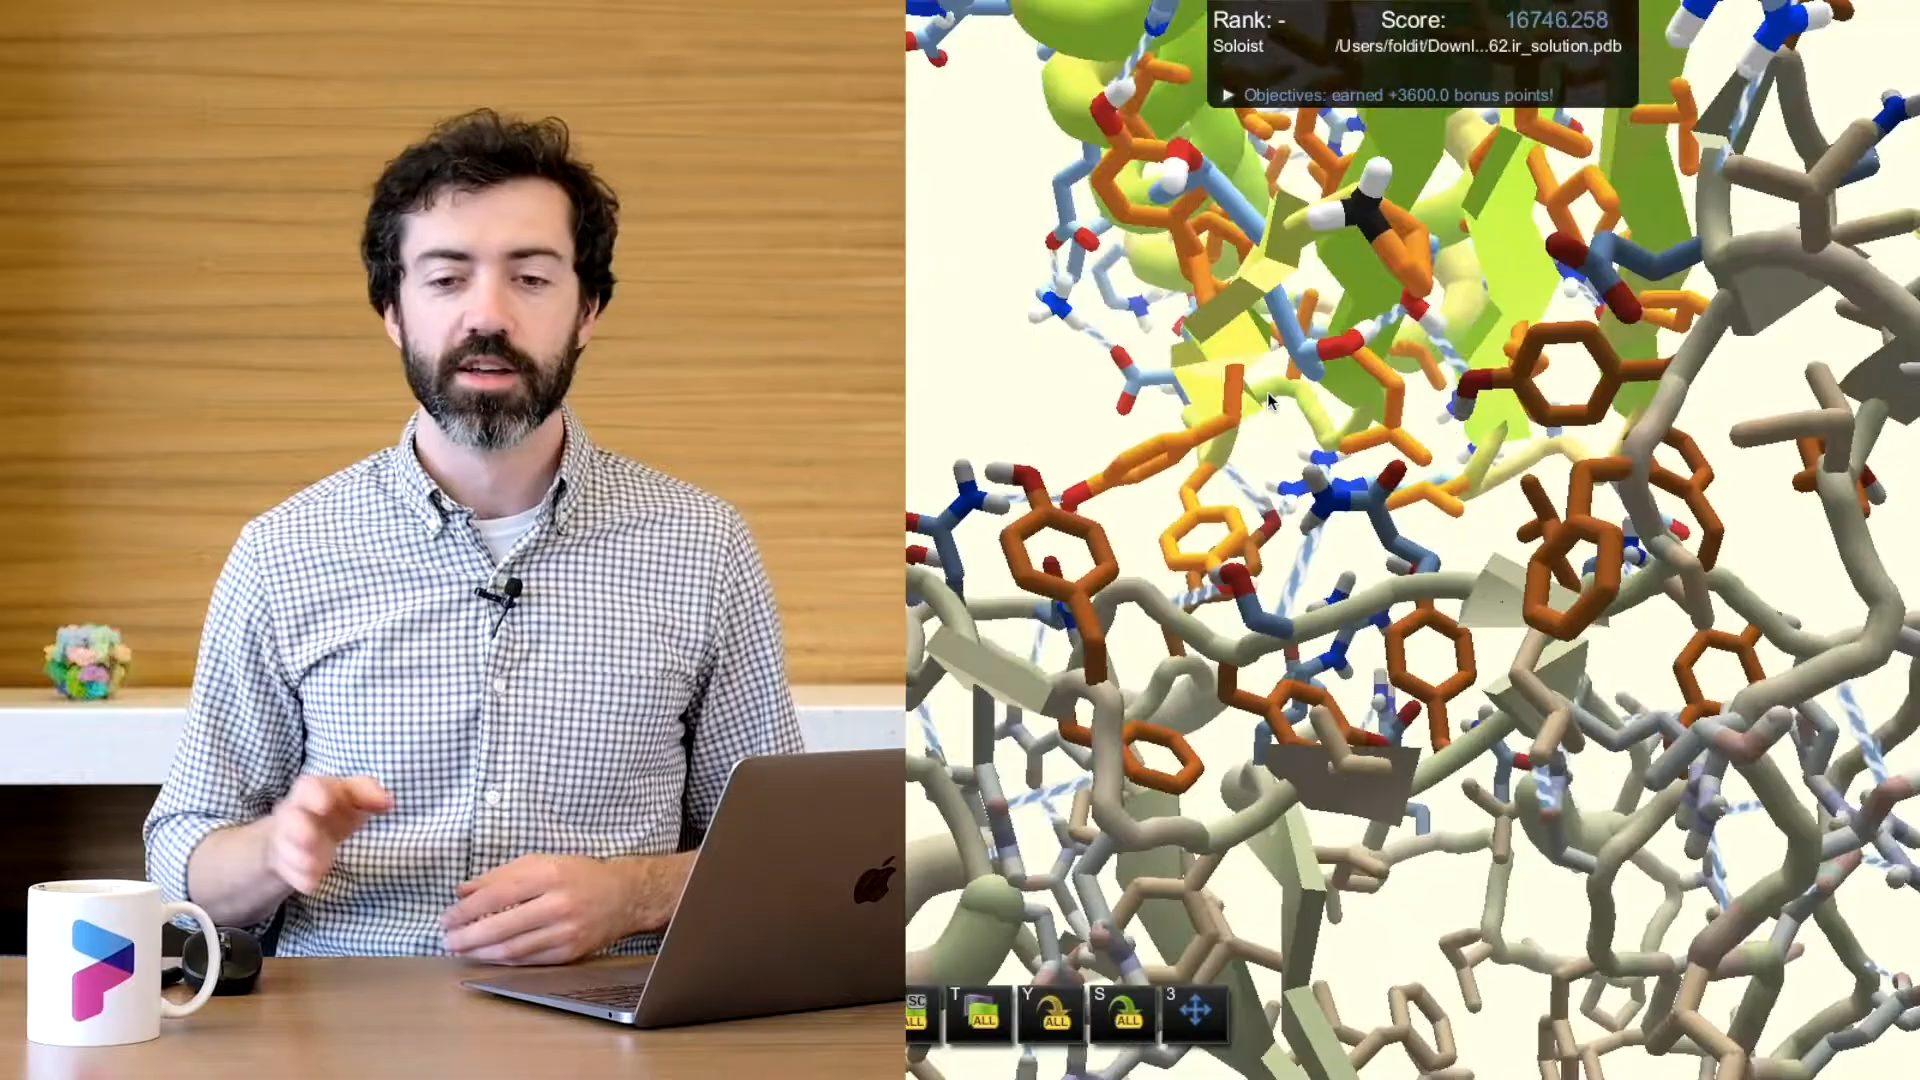 Rank: - Score: 16746.258
Soloist /Users/foldit/Downl...62.ir_solution.pdb
▶ Objectives: earned +3600.0 bonus points!
SC T Y S 3
ALL ALL ALL ALL